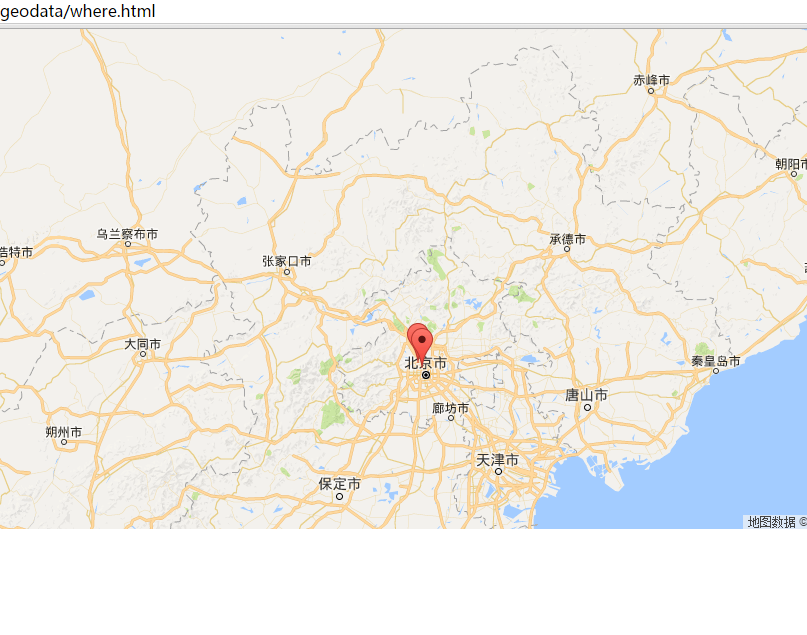 geodata/where.html
赤峰市
朝阳市
乌兰察布市
承德市
浩特市
张家口市
大同市
秦皇岛市
北京市
唐山市
廊坊市
朔州市
天津市
保定市
地图数据 ©